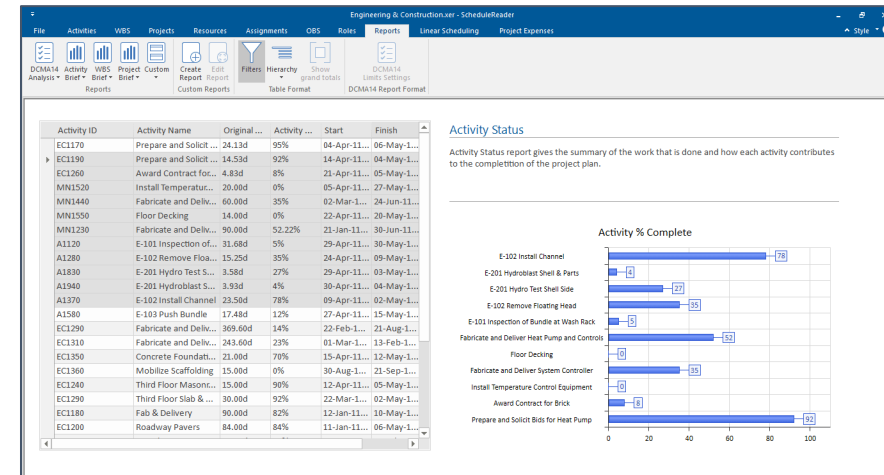 Engineering & Construction.xer - ScheduleReader
File Activities WBS Projects Resources Assignments OBS Roles Reports Linear Scheduling Project Expenses Style
DCMA14 Analysis Activity Brief WBS Brief Project Brief Custom Create Report Edit Report Filters Hierarchy Show grand totals DCMA14 Limits Settings
Reports Custom Reports Table Format DCMA14 Report Format
Activity ID Activity Name Original ... Activity ... Start Finish
EC1170 Prepare and Solicit ... 24.13d 95% 04-Apr-11... 06-May-1...
EC1190 Prepare and Solicit ... 14.53d 92% 14-Apr-11... 04-May-1...
EC1260 Award Contract for... 4.83d 8% 21-Apr-11... 05-May-1...
MN1520 Install Temperatur... 20.00d 0% 05-Apr-11... 27-May-1...
MN1440 Fabricate and Deliv... 60.00d 35% 02-Mar-1... 24-Jun-11...
MN1550 Floor Decking 14.00d 0% 22-Apr-11... 20-May-1...
MN1230 Fabricate and Deliv... 90.00d 52.22% 21-Jan-11... 30-Jun-11...
A1120 E-101 Inspection of... 31.68d 5% 29-Apr-11... 30-May-1...
A1280 E-102 Remove Floa... 15.25d 35% 24-Apr-11... 09-May-1...
A1830 E-201 Hydro Test S... 3.58d 27% 29-Apr-11... 03-May-1...
A1940 E-201 Hydroblast S... 3.93d 4% 30-Apr-11... 04-May-1...
A1370 E-102 Install Channel 23.50d 78% 09-Apr-11... 02-May-1...
A1580 E-103 Push Bundle 17.48d 12% 27-Apr-11... 15-May-1...
EC1290 Fabricate and Deliv... 369.60d 14% 22-Feb-1... 21-Aug-1...
EC1310 Fabricate and Deliv... 243.60d 23% 01-Mar-1... 13-Feb-1...
EC1350 Concrete Foundati... 21.00d 70% 15-Apr-11... 12-May-1...
EC1360 Mobilize Scaffolding 15.00d 0% 30-Aug-1... 21-Sep-1...
EC1240 Third Floor Masonr... 15.00d 90% 12-Apr-11... 05-May-1...
EC1290 Third Floor Slab & ... 30.00d 92% 22-Mar-1... 02-May-1...
EC1180 Fab & Delivery 90.00d 82% 12-Jan-11... 10-May-1...
EC1200 Roadway Pavers 84.00d 84% 11-Jan-11... 06-May-1...
Activity Status
Activity Status report gives the summary of the work that is done and how each activity contributes
to the completition of the project plan.
Activity % Complete
E-102 Install Channel 78
E-201 Hydroblast Shell & Parts 4
E-201 Hydro Test Shell Side 27
E-102 Remove Floating Head 35
E-101 Inspection of Bundle at Wash Rack 5
Fabricate and Deliver Heat Pump and Controls 52
Floor Decking 0
Fabricate and Deliver System Controller 35
Install Temperature Control Equipment 0
Award Contract for Brick 8
Prepare and Solicit Bids for Heat Pump 92
0 20 40 60 80 100